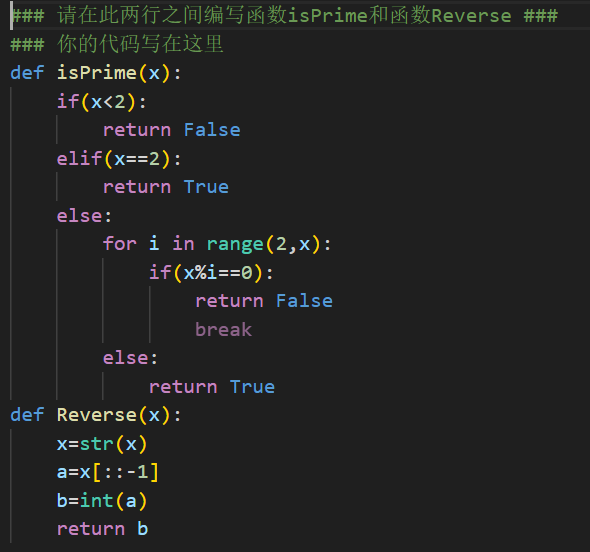 ### 请在此两行之间编写函数isPrime和函数Reverse ###
### 你的代码写在这里
def isPrime(x):
    if(x<2):
        return False
    elif(x==2):
        return True
    else:
        for i in range(2,x):
            if(x%i==0):
                return False
                break
        else:
            return True
def Reverse(x):
    x=str(x)
    a=x[::-1]
    b=int(a)
    return b